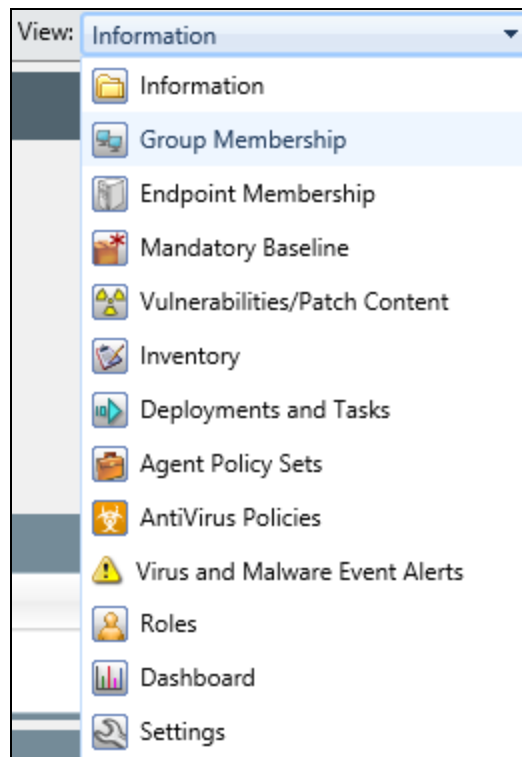 View: Information
Information
Group Membership
Endpoint Membership
Mandatory Baseline
Vulnerabilities/Patch Content
Inventory
Deployments and Tasks
Agent Policy Sets
AntiVirus Policies
Virus and Malware Event Alerts
Roles
Dashboard
Settings